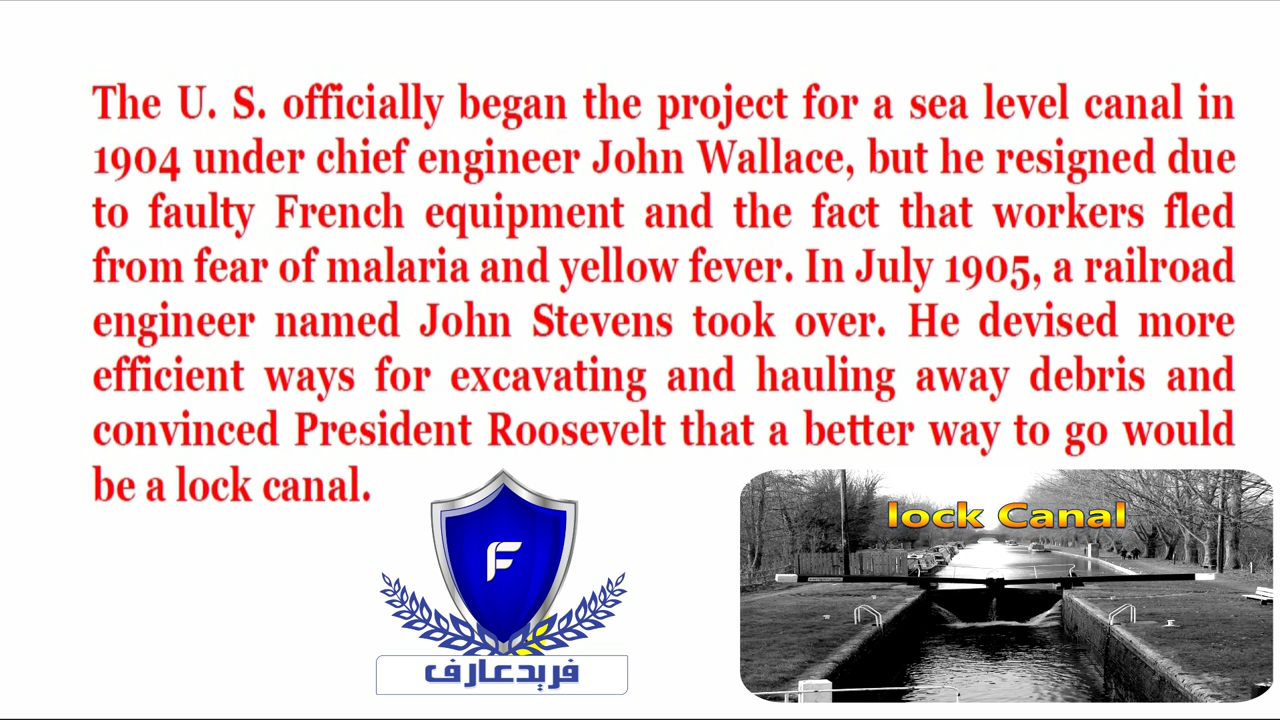 The U. S. officially began the project for a sea level canal in
1904 under chief engineer John Wallace, but he resigned due
to faulty French equipment and the fact that workers fled
from fear of malaria and yellow fever. In July 1905, a railroad
engineer named John Stevens took over. He devised more
efficient ways for excavating and hauling away debris and
convinced President Roosevelt that a better way to go would
be a lock canal.
lock Canal
F
فریدعارف